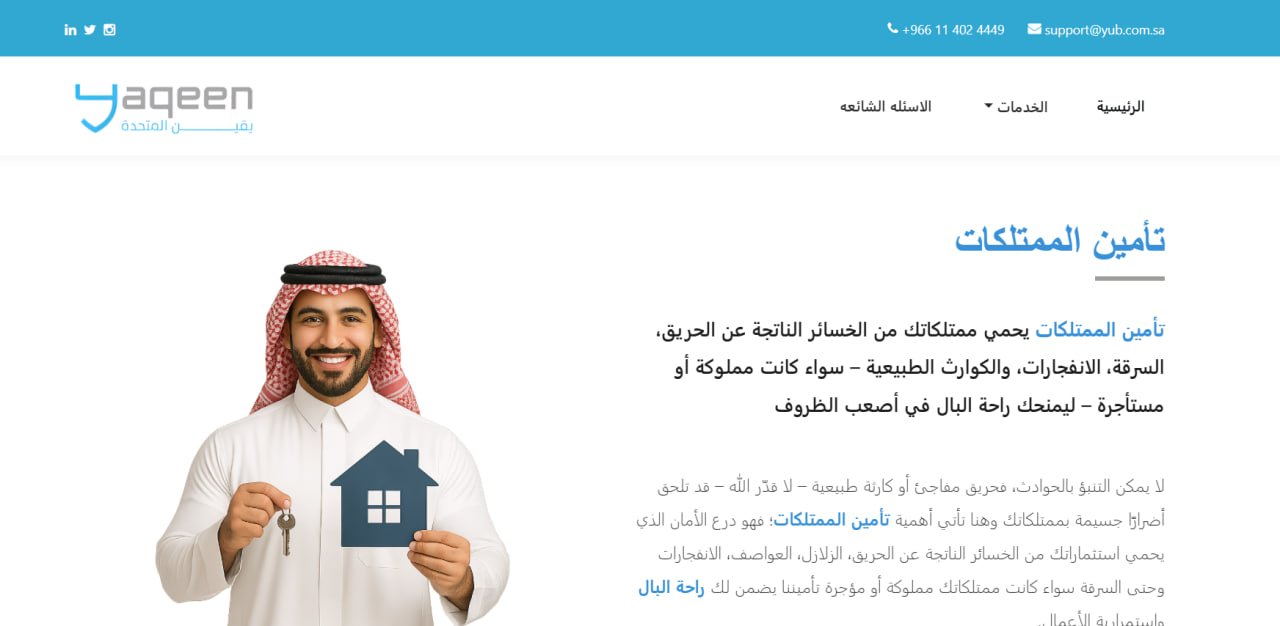 +966 11 402 4449
support@yub.com.sa
yaqeen
يقين المتحدة
الرئيسية
الخدمات
الاسئله الشائعه
تأمين الممتلكات
تأمين الممتلكات يحمي ممتلكاتك من الخسائر الناتجة عن الحريق،
السرقة، الانفجارات، والكوارث الطبيعية – سواء كانت مملوكة أو
مستأجرة – ليمنحك راحة البال في أصعب الظروف
لا يمكن التنبؤ بالحوادث، فحريق مفاجئ أو كارثة طبيعية – لا قدّر الله – قد تلحق
أضرارًا جسيمة بممتلكاتك وهنا تأتي أهمية تأمين الممتلكات؛ فهو درع الأمان الذي
يحمي استثماراتك من الخسائر الناتجة عن الحريق، الزلازل، العواصف، الانفجارات
وحتى السرقة سواء كانت ممتلكاتك مملوكة أو مؤجرة تأميننا يضمن لك راحة البال
واستمرارية الأعمال.